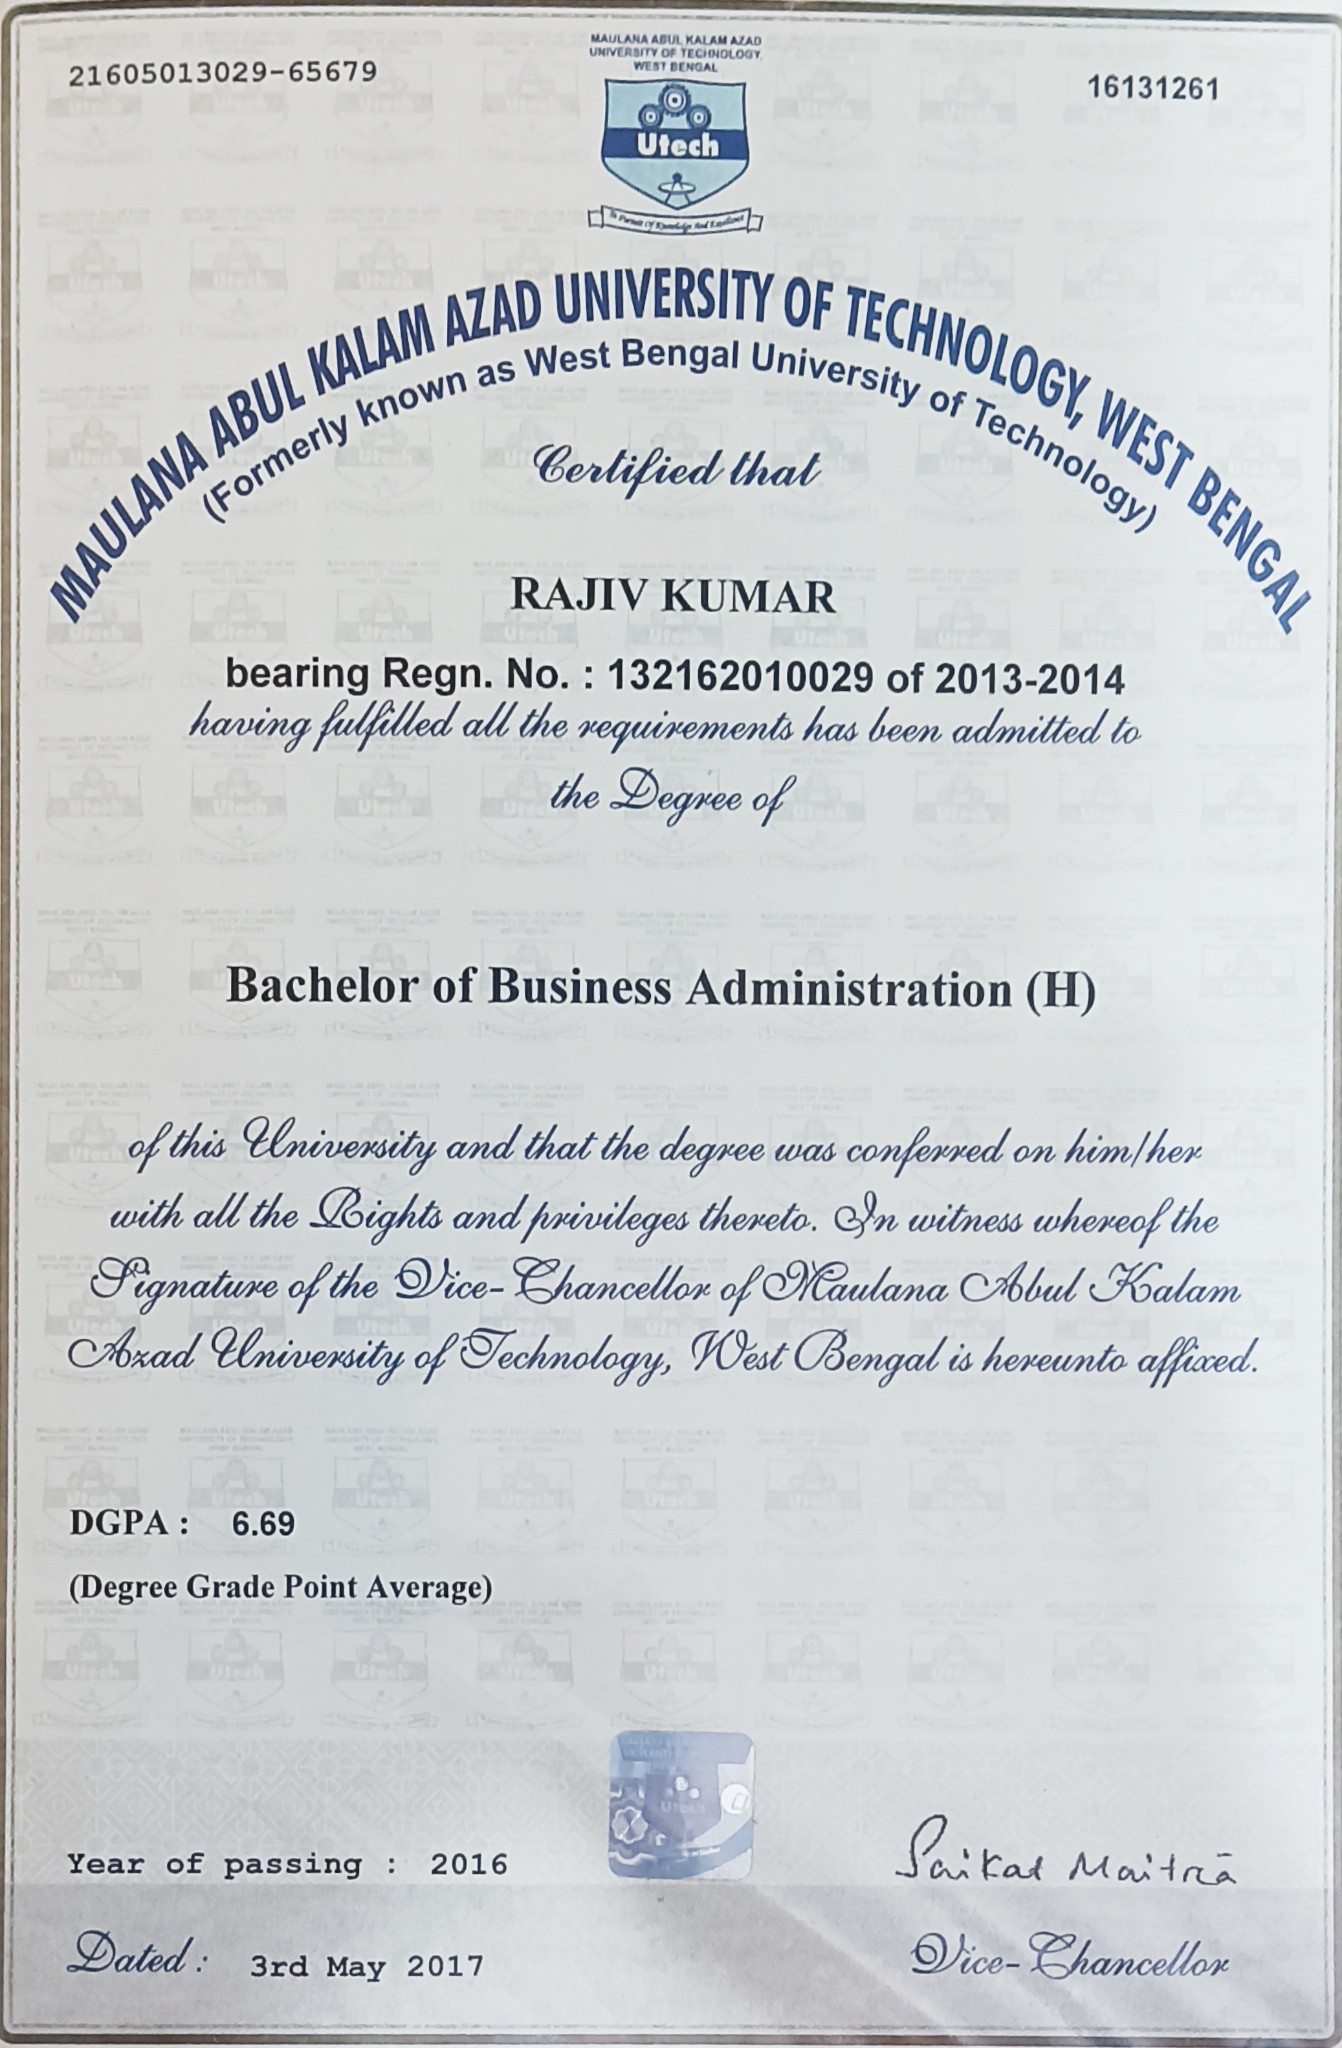 21605013029-65679
MAULANA ABUL KALAM AZAD
UNIVERSITY OF TECHNOLOGY,
WEST BENGAL
16131261
Utech
In Pursuit Of Knowledge And Excellence
MAULANA ABUL KALAM AZAD UNIVERSITY OF TECHNOLOGY, WEST BENGAL
(Formerly known as West Bengal University of Technology)
Certified that
RAJIV KUMAR
bearing Regn. No. : 132162010029 of 2013-2014
having fulfilled all the requirements has been admitted to
the Degree of
Bachelor of Business Administration (H)
of this University and that the degree was conferred on him/her
with all the Rights and privileges thereto. In witness whereof the
Signature of the Vice-Chancellor of Maulana Abul Kalam
Azad University of Technology, West Bengal is hereunto affixed.
DGPA : 6.69
(Degree Grade Point Average)
Utech
Year of passing : 2016
Saikat Maitra
Dated : 3rd May 2017
Vice-Chancellor